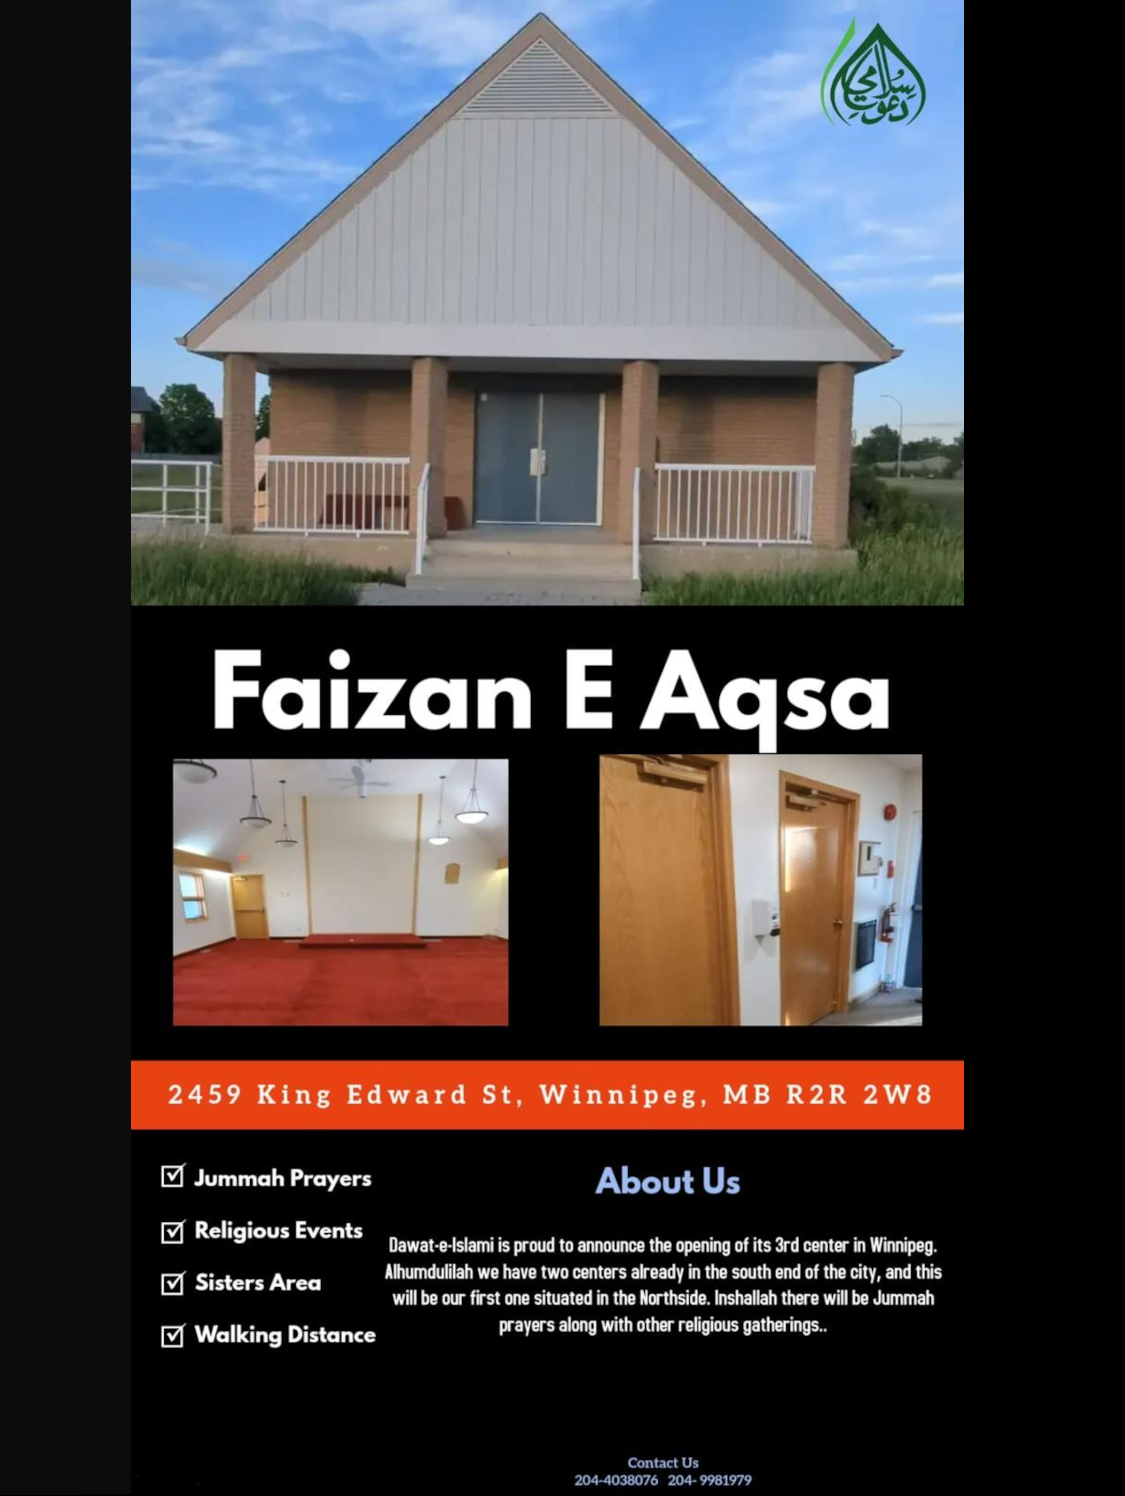 دعوت اسلامی
Faizan E Aqsa
2459 King Edward St, Winnipeg, MB R2R 2W8
Jummah Prayers
Religious Events
Sisters Area
Walking Distance
About Us
Dawat-e-Islami is proud to announce the opening of its 3rd center in Winnipeg.
Alhumdulilah we have two centers already in the south end of the city, and this
will be our first one situated in the Northside. Inshallah there will be Jummah
prayers along with other religious gatherings..
Contact Us
204-4038076 204- 9981979